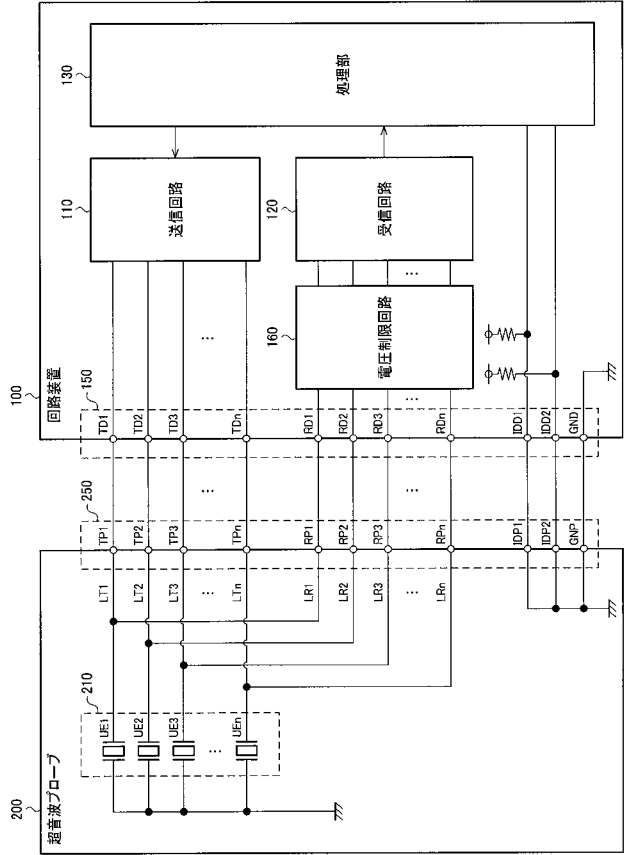 200
超音波プローブ
210
UE1
UE2
UE3
...
UEn
LT1
LT2
LT3
...
LTn
LR1
LR2
LR3
...
LRn
250
TP1
TP2
TP3
...
TPn
RP1
RP2
RP3
...
RPn
IDP1
IDP2
GNP
...
...
100
回路装置
150
TD1
TD2
TD3
...
TDn
RD1
RD2
RD3
...
RDn
IDD1
IDD2
GND
...
110
送信回路
160
電圧制限回路
...
120
受信回路
130
処理部